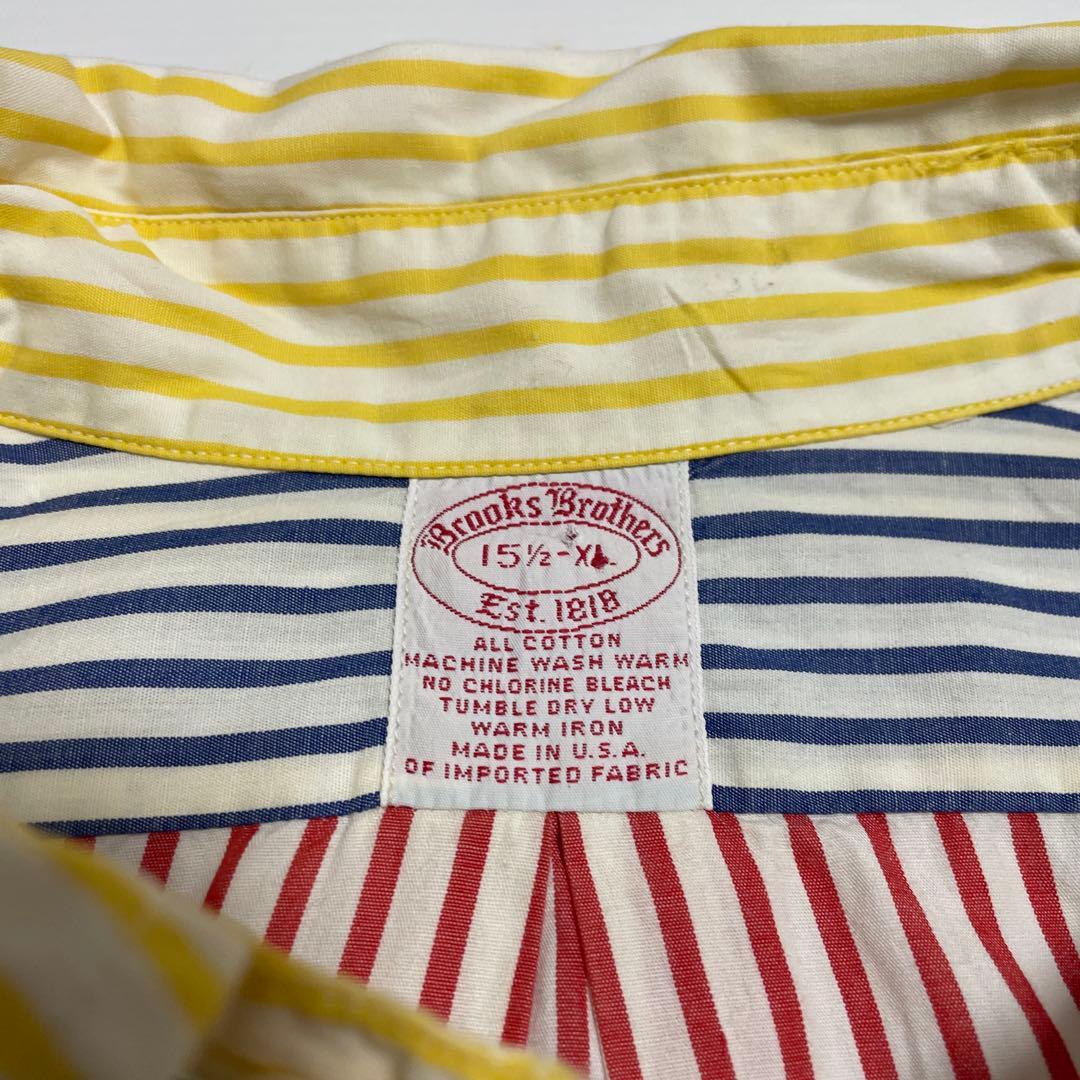 Brooks Brothers
15½-
Est. 1818
ALL COTTON
MACHINE WASH WARM
NO CHLORINE BLEACH
TUMBLE DRY LOW
WARM IRON
MADE IN U.S.A.
OF IMPORTED FABRIC